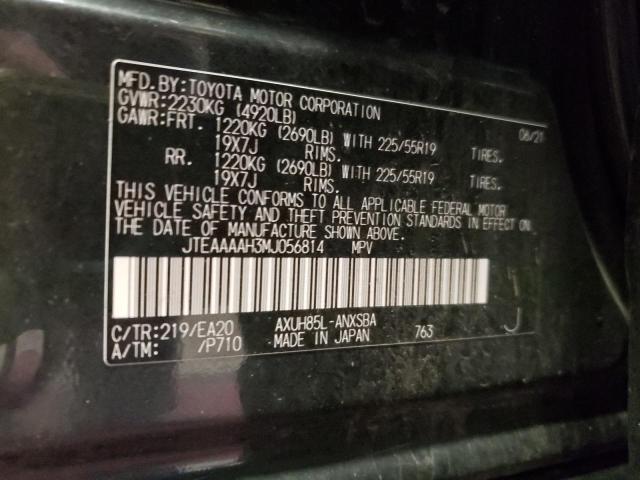 MFD.BY:TOYOTA MOTOR CORPORATION 08/21
GVWR:2230KG (4920LB)
GAWR:FRT. 1220KG (2690LB) WITH 225/55R19 TIRES.
19X7J RIMS.
RR. 1220KG (2690LB) WITH 225/55R19 TIRES.
19X7J RIMS.
THIS VEHICLE CONFORMS TO ALL APPLICABLE FEDERAL MOTOR
VEHICLE SAFETY AND THEFT PREVENTION STANDARDS IN EFFECT ON
THE DATE OF MANUFACTURE SHOWN ABOVE.
JTEAAAAH3MJ056814 MPV
C/TR:219/EA20 AXUH85L-ANXSBA J
A/TM: /P710 MADE IN JAPAN 763